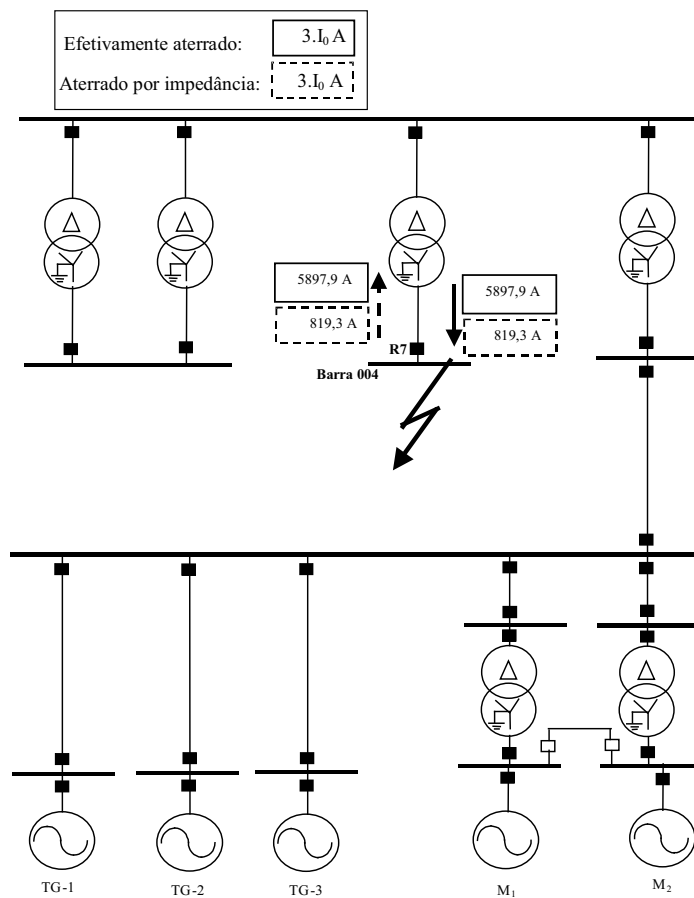 Efetivamente aterrado: 3.I₀ A
Aterrado por impedância: 3.I₀ A
5897,9 A
819,3 A
5897,9 A
819,3 A
R7
Barra 004
TG-1
TG-2
TG-3
M₁
M₂